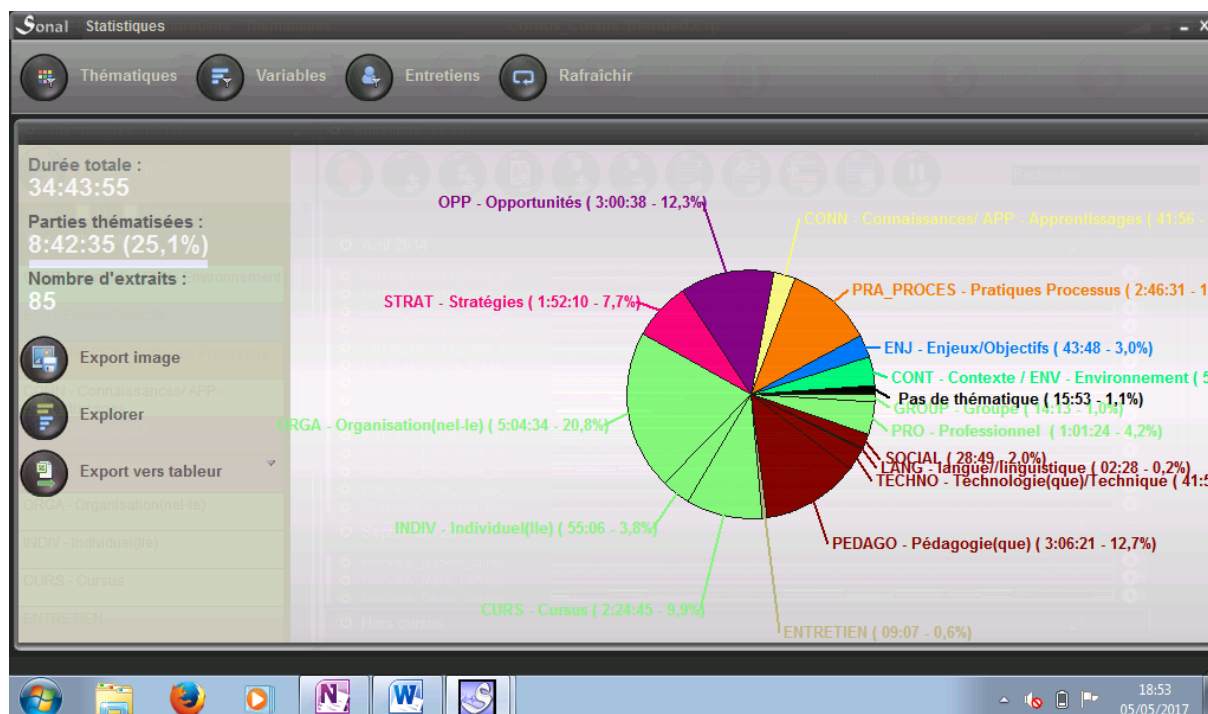 Sonal Statistiques
Thématiques Variables Entretiens Rafraîchir
Durée totale :
34:43:55
Parties thématisées :
8:42:35 (25,1%)
Nombre d'extraits :
85
Export image
Explorer
Export vers tableur
Rechercher
Avril 2014
OPP - Opportunités ( 3:00:38 - 12,3%)
CONN - Connaissances/ APP - Apprentissages ( 41:56 -
STRAT - Stratégies ( 1:52:10 - 7,7%)
PRA_PROCES - Pratiques Processus ( 2:46:31 - 1
ENJ - Enjeux/Objectifs ( 43:48 - 3,0%)
CONT - Contexte / ENV - Environnement ( 5
Pas de thématique ( 15:53 - 1,1%)
GROUP - Groupe ( 14:13 - 1,0%)
ORGA - Organisation(nel-le) ( 5:04:34 - 20,8%)
PRO - Professionnel ( 1:01:24 - 4,2%)
SOCIAL ( 28:49 - 2,0%)
LANG - langue//linguistique ( 02:28 - 0,2%)
TECHNO - Technologie(que)/Technique ( 41:5
INDIV - Individuel(lle) ( 55:06 - 3,8%)
PEDAGO - Pédagogie(que) ( 3:06:21 - 12,7%)
CURS - Cursus ( 2:24:45 - 9,9%)
ENTRETIEN ( 09:07 - 0,6%)
CONN - Connaissances/ APP -
ORGA - Organisation(nel-le)
INDIV - Individuel(lle)
CURS - Cursus
ENTRETIEN
Hors cursus
18:53
05/05/2017